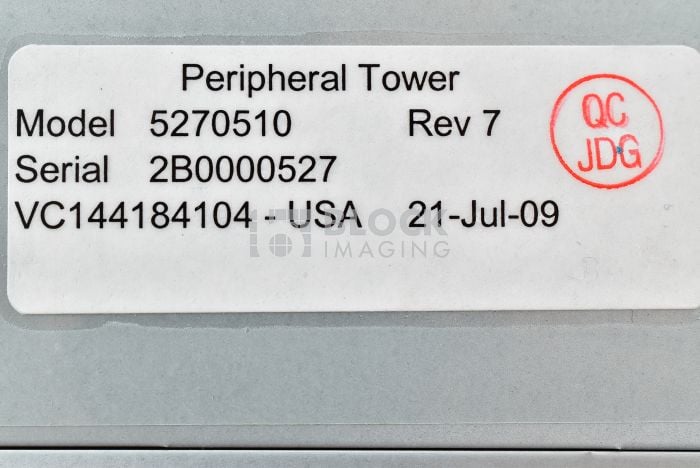 Peripheral Tower
Model 5270510 Rev 7
Serial 2B0000527
VC144184104 - USA 21-Jul-09
QC
JDG
BLOCK
IMAGING